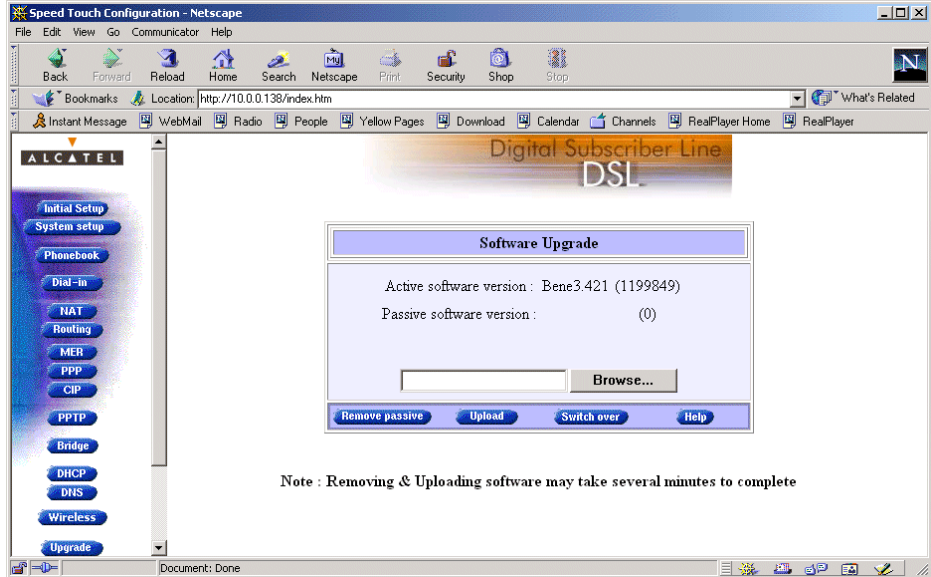 Speed Touch Configuration - Netscape
File Edit View Go Communicator Help
Back Forward Reload Home Search Netscape Print Security Shop Stop
My
N
Bookmarks Location: http://10.0.0.138/index.htm What's Related
Instant Message WebMail Radio People Yellow Pages Download Calendar Channels RealPlayer Home RealPlayer
ALCATEL
Digital Subscriber Line
DSL
Initial Setup
System setup
Phonebook
Dial-in
NAT
Routing
MER
PPP
CIP
PPTP
Bridge
DHCP
DNS
Wireless
Upgrade
Software Upgrade
Active software version : Bene3.421 (1199849)
Passive software version : (0)
Browse...
Remove passive Upload Switch over Help
Note : Removing & Uploading software may take several minutes to complete
Document: Done